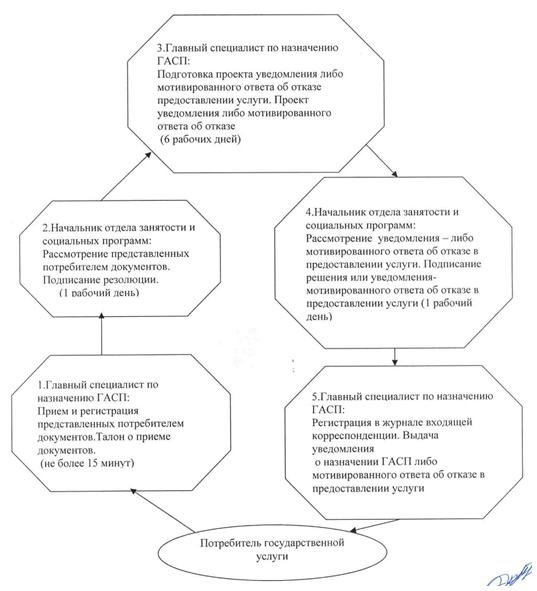 3.Главный специалист по назначению
ГАСП:
Подготовка проекта уведомления либо
мотивированного ответа об отказе
предоставлении услуги. Проект
уведомления либо мотивированного
ответа об отказе
(6 рабочих дней)
2.Начальник отдела занятости и
социальных программ:
Рассмотрение представленных
потребителем документов.
Подписание резолюции.
(1 рабочий день)
4.Начальник отдела занятости и
социальных программ:
Рассмотрение уведомления – либо
мотивированного ответа об отказе в
предоставлении услуги. Подписание
решения или уведомления-
мотивированного ответа об отказе в
предоставлении услуги (1 рабочий
день)
1.Главный специалист по
назначению ГАСП:
Прием и регистрация
представленных потребителем
документов.Талон о приеме
документов.
(не более 15 минут)
5.Главный специалист по назначению
ГАСП:
Регистрация в журнале входящей
корреспонденции. Выдача
уведомления
о назначении ГАСП либо
мотивированного ответа об отказе в
предоставлении услуги
Потребитель государственной
услуги